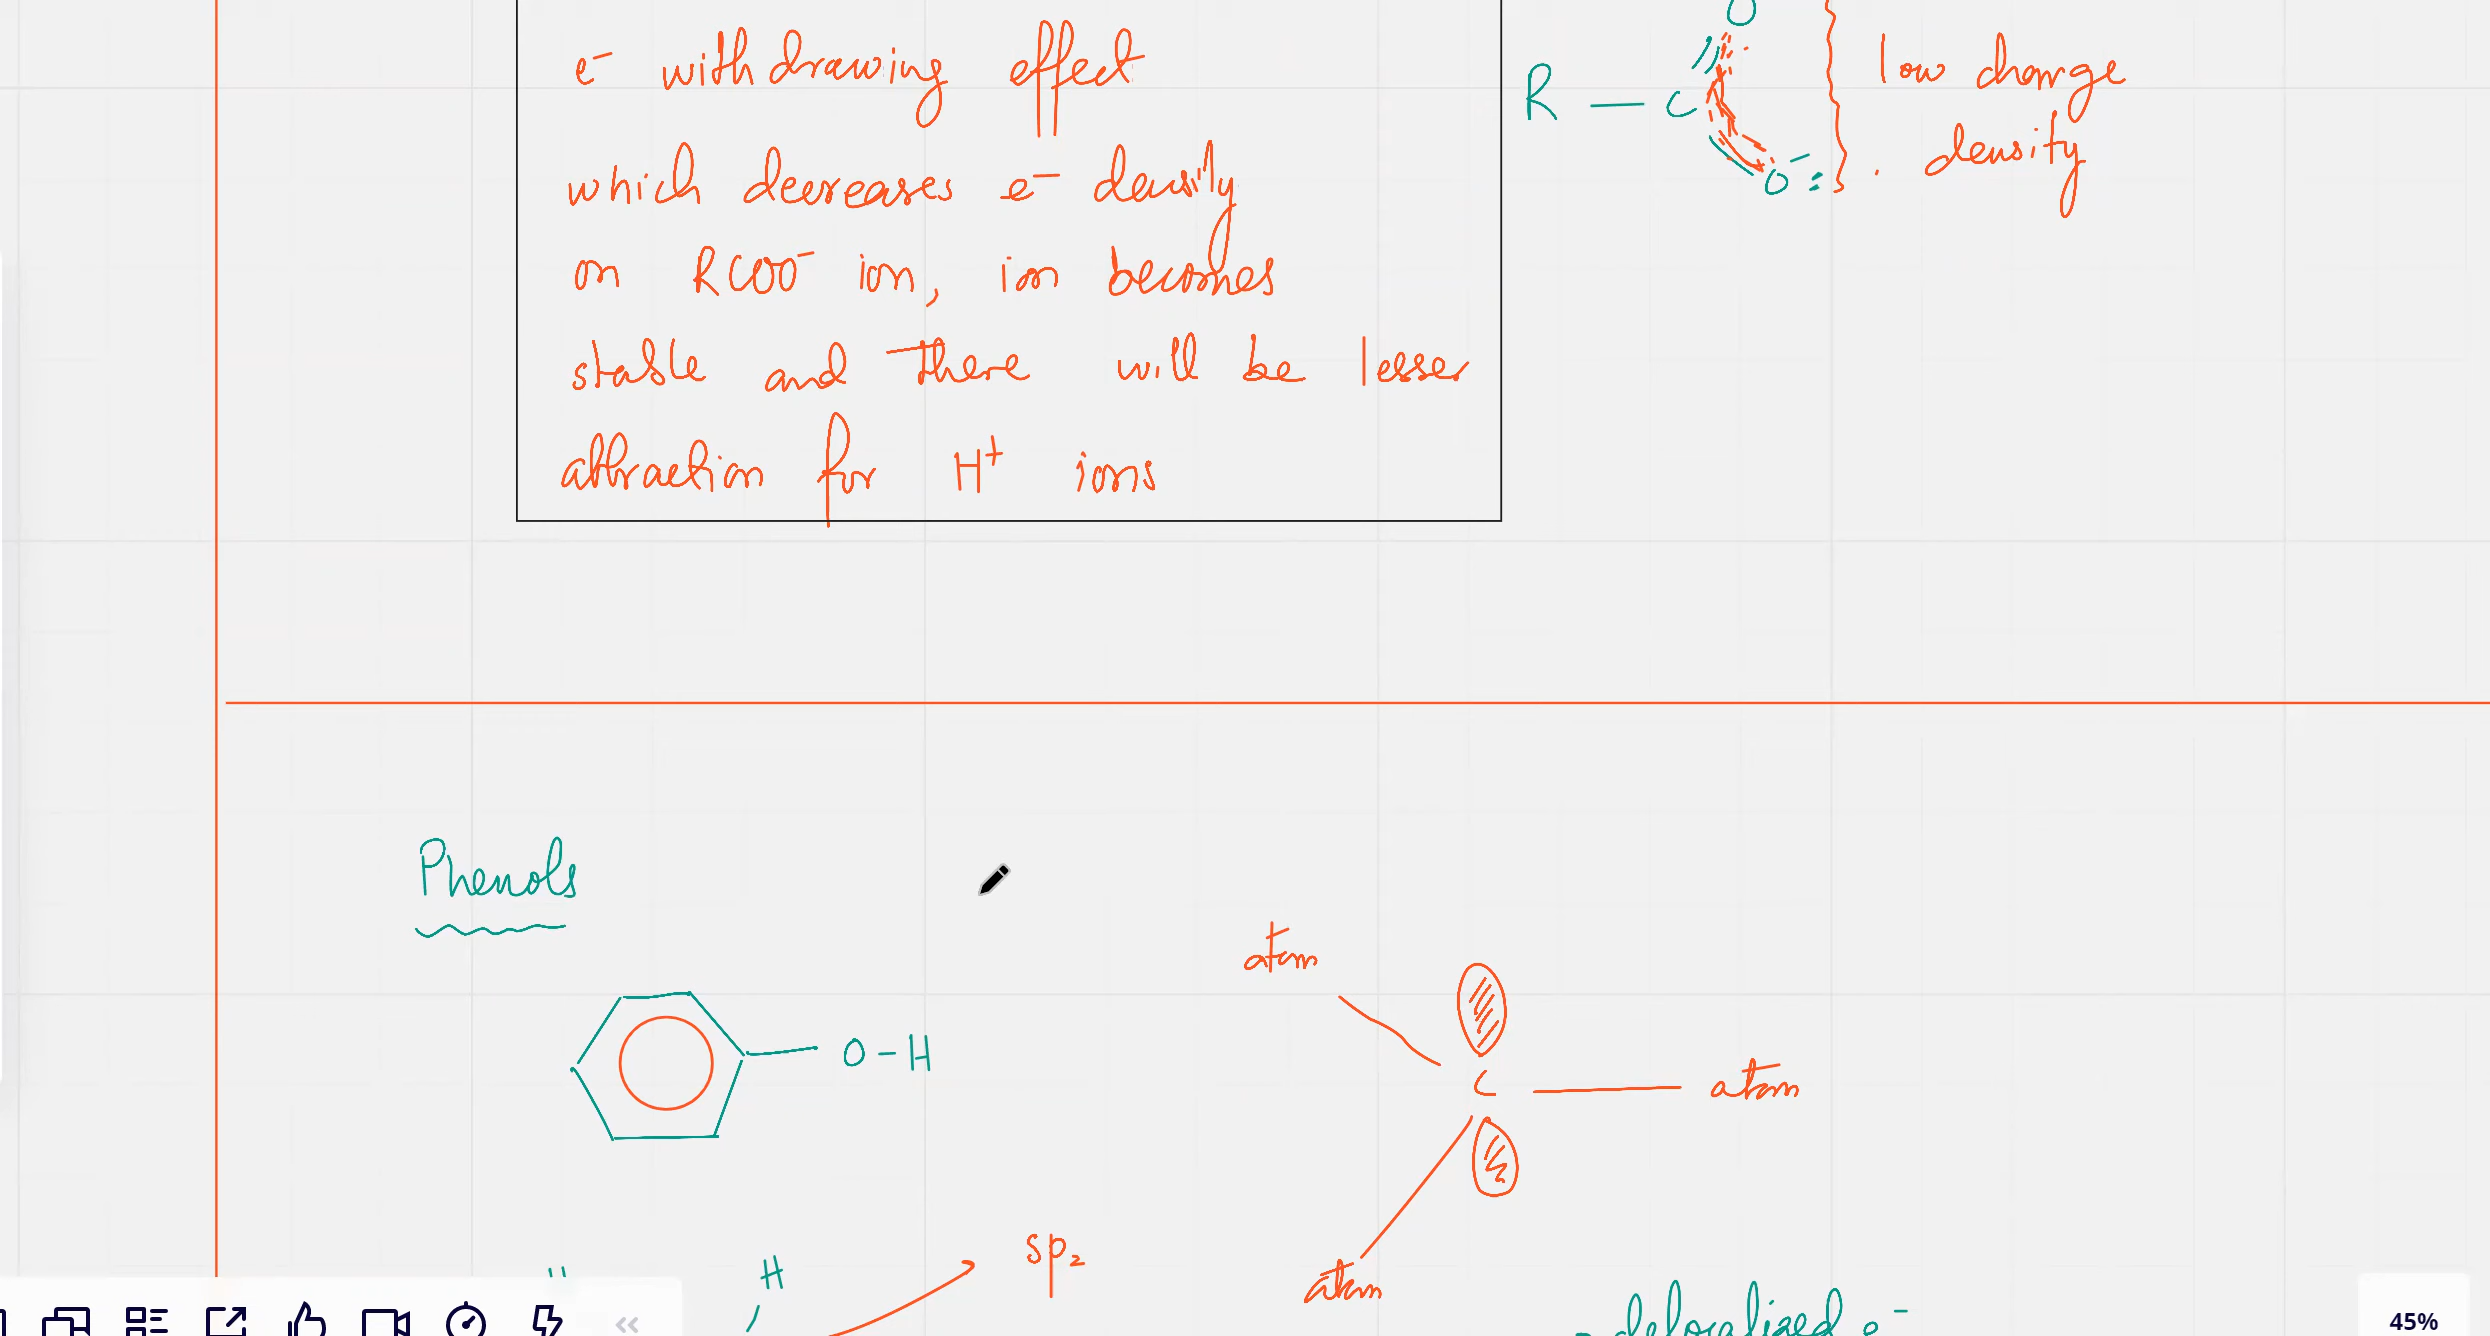 e⁻ withdrawing effect
which decreases e⁻ density
on RCOO⁻ ion, ion becomes
stable and there will be lesser
attraction for H⁺ ions
O
R — C
O⁻ :
low charge
density
Phenols
O-H
atom
C — atom
atom
sp₂
H
H
delocalized e⁻
45%